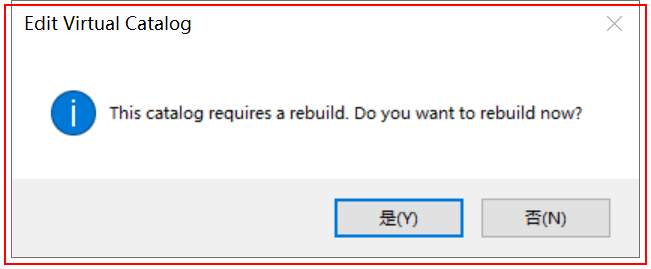 Edit Virtual Catalog
This catalog requires a rebuild. Do you want to rebuild now?
是(Y)
否(N)